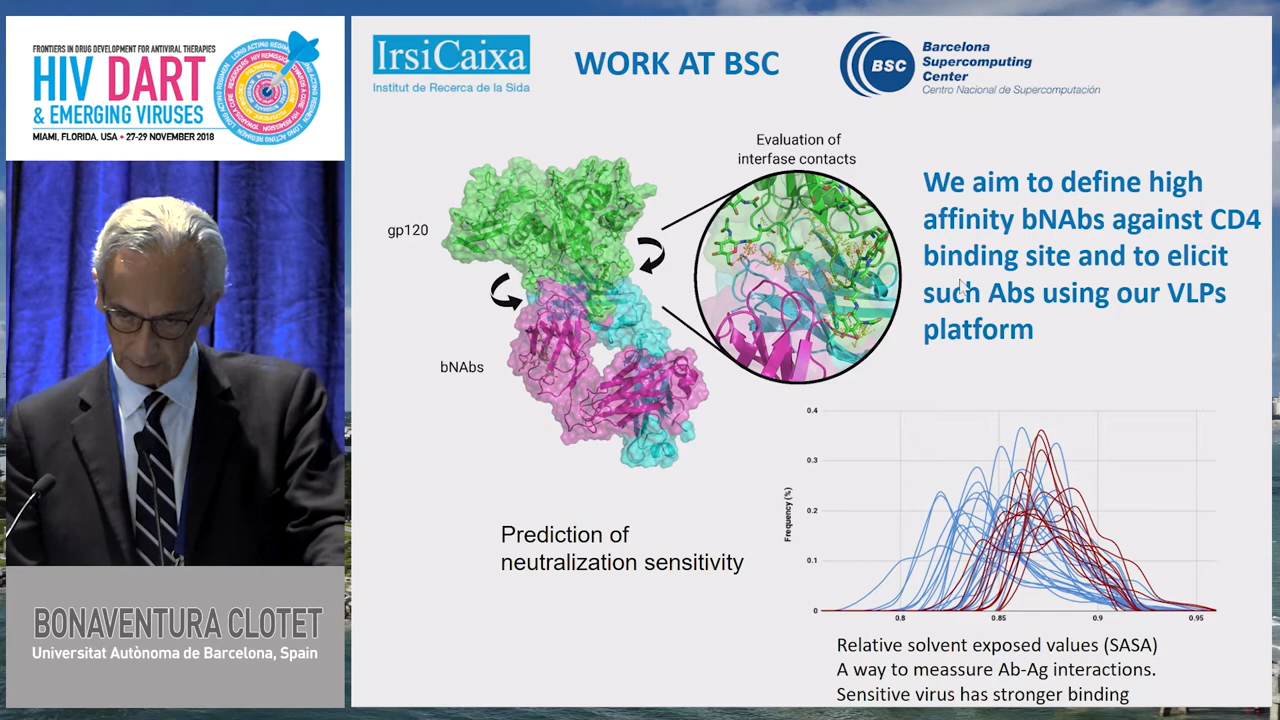 FRONTIERS IN DRUG DEVELOPMENT FOR ANTIVIRAL THERAPIES
HIV DART
& EMERGING VIRUSES
MIAMI, FLORIDA, USA • 27-29 NOVEMBER 2018
IrsiCaixa
Institut de Recerca de la Sida
WORK AT BSC
BSC
Barcelona
Supercomputing
Center
Centro Nacional de Supercomputación
Evaluation of
interfase contacts
gp120
bNAbs
We aim to define high
affinity bNAbs against CD4
binding site and to elicit
such Abs using our VLPs
platform
Prediction of
neutralization sensitivity
Frequency (%)
0.4
0.3
0.2
0.1
0
0.8
0.85
0.9
0.95
Relative solvent exposed values (SASA)
A way to meassure Ab-Ag interactions.
Sensitive virus has stronger binding
BONAVENTURA CLOTET
Universitat Autònoma de Barcelona, Spain